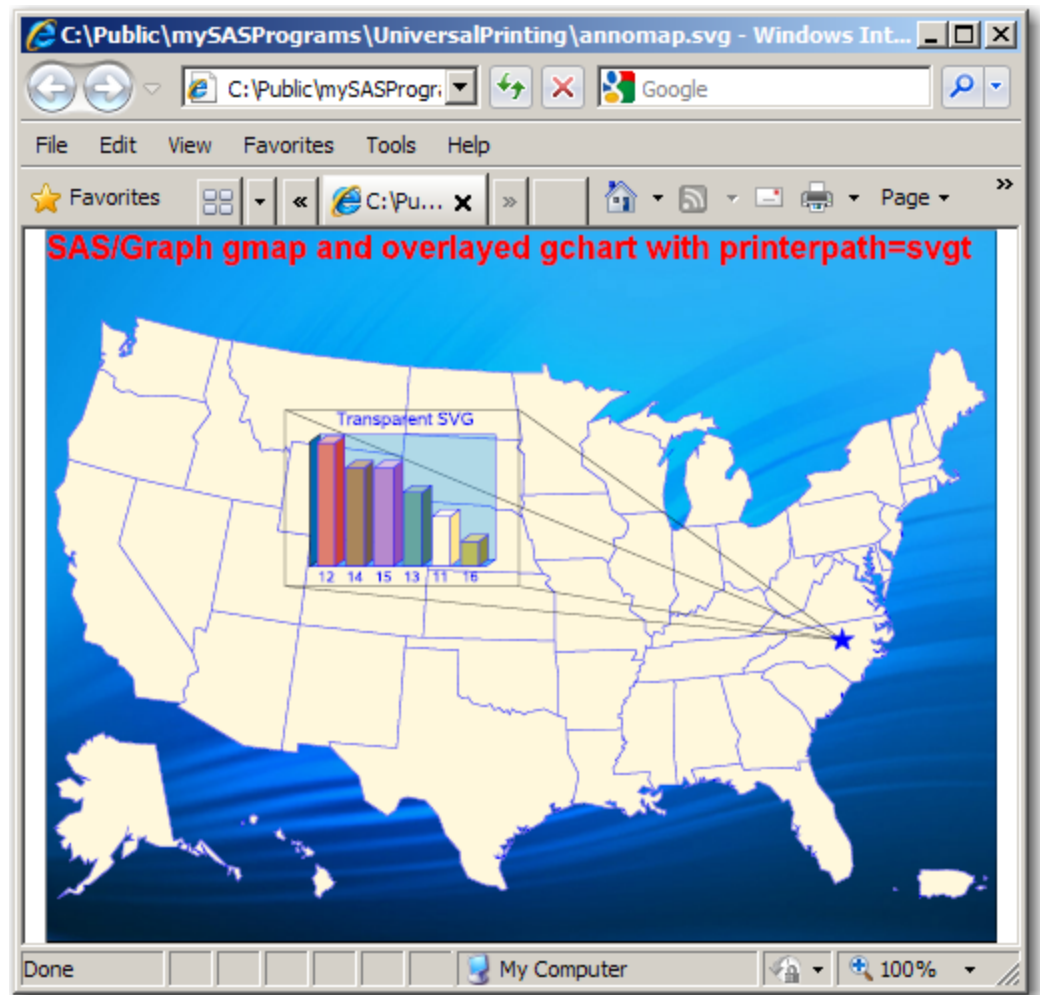 C:\Public\mySASPrograms\UniversalPrinting\annomap.svg - Windows Int...
C:\Public\mySASProgr
Google
File Edit View Favorites Tools Help
Favorites
«
C:\Pu...
»
Page
»
SAS/Graph gmap and overlayed gchart with printerpath=svgt
Transparent SVG
12 14 15 13 11 16
Done
My Computer
100%